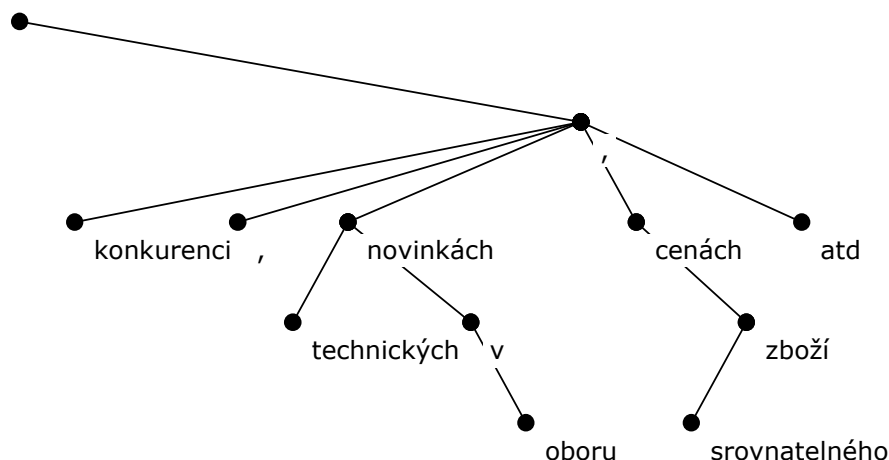 ,
konkurenci , novinkách cenách atd
technických v zboží
oboru srovnatelného